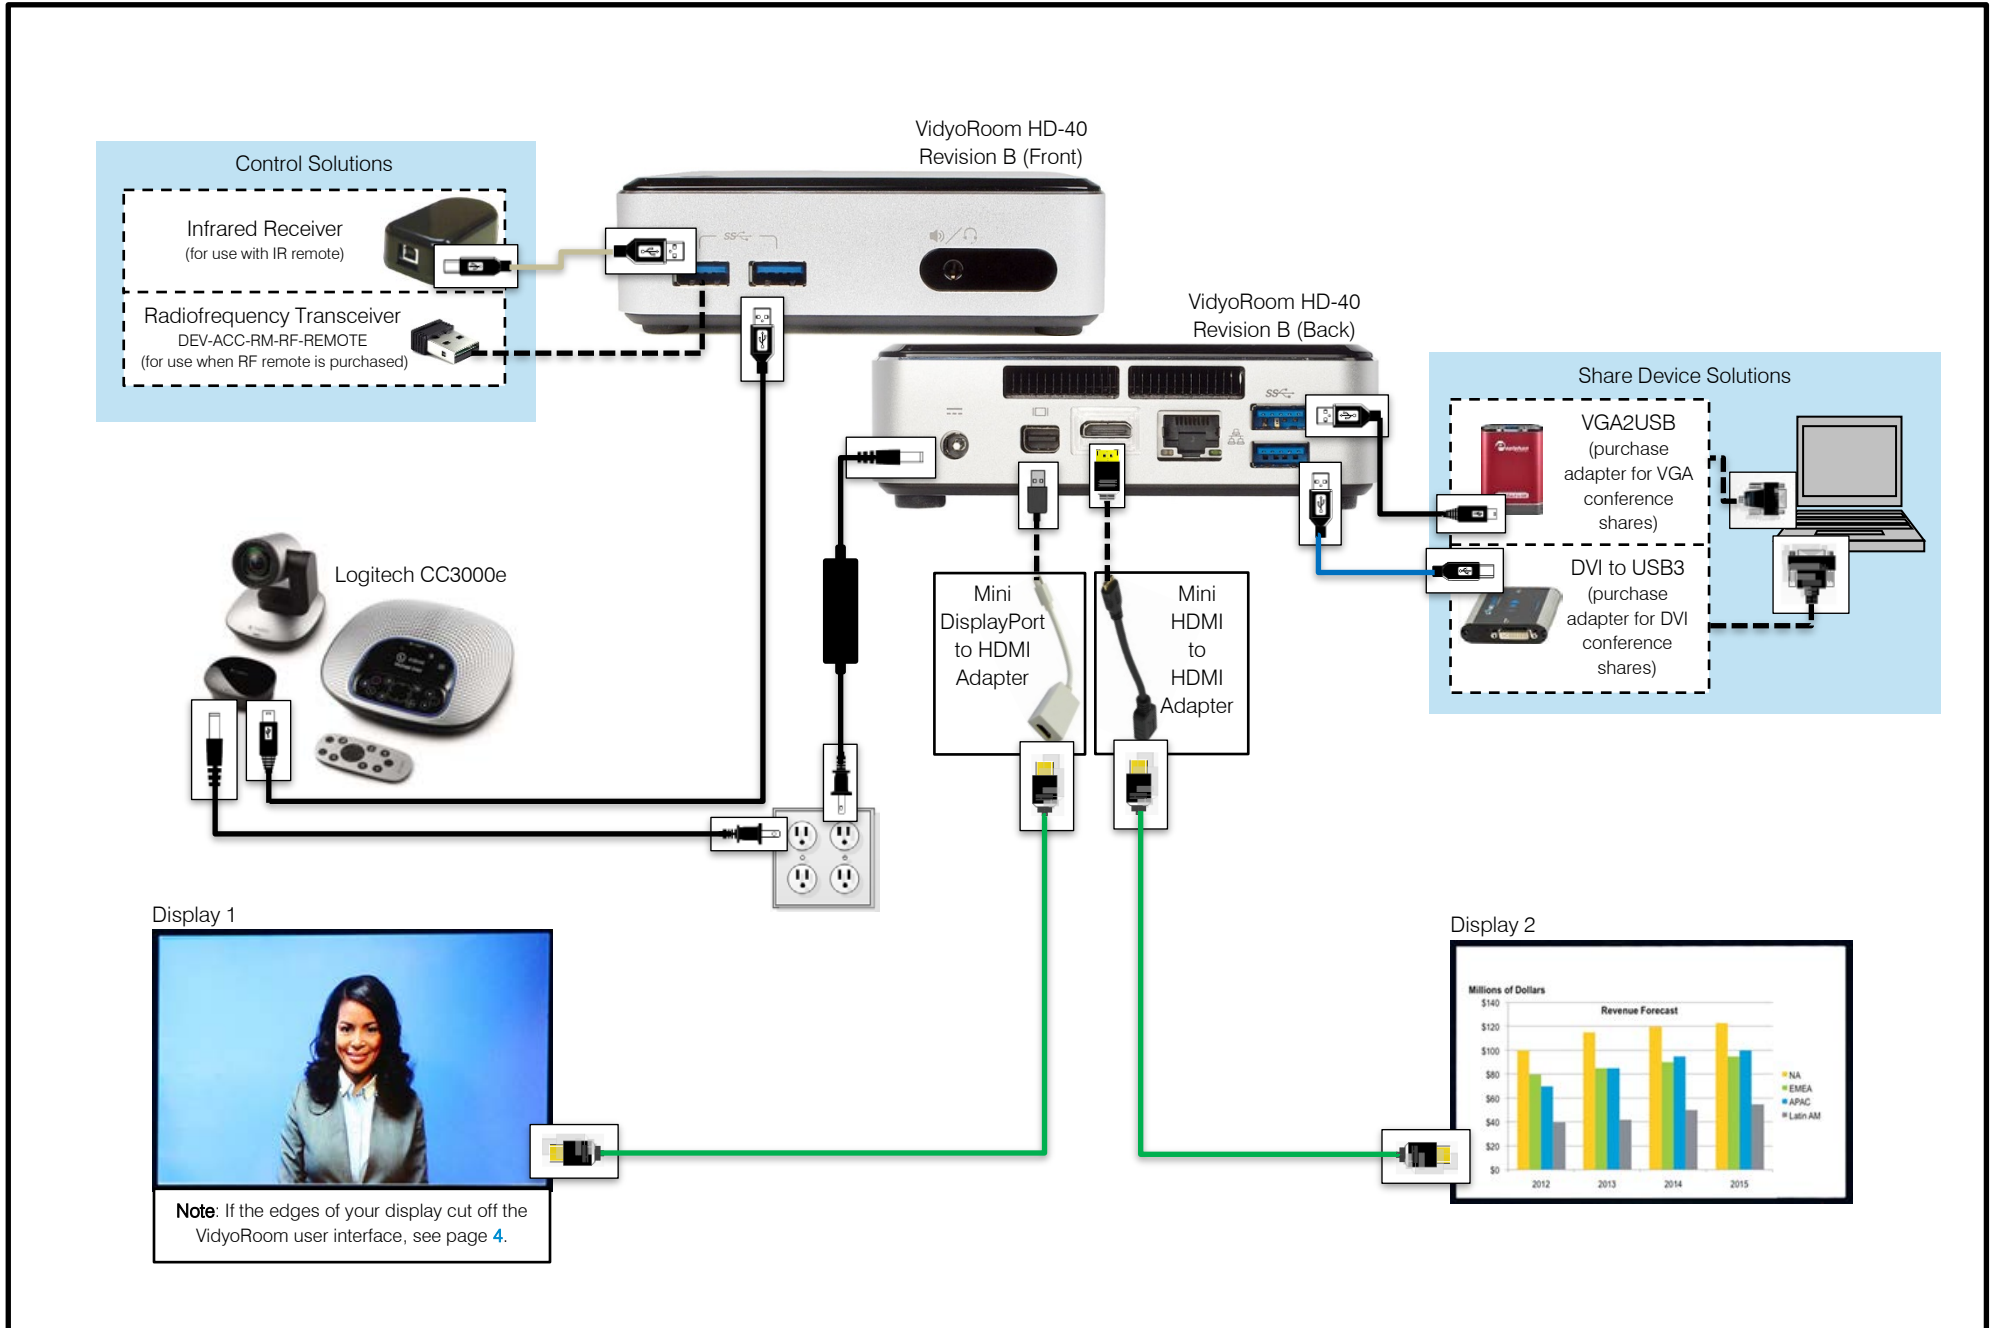 VidyoRoom HD-40
Revision B (Front)
Control Solutions
Infrared Receiver
(for use with IR remote)
Radiofrequency Transceiver
DEV-ACC-RM-RF-REMOTE
(for use when RF remote is purchased)
SS
VidyoRoom HD-40
Revision B (Back)
SS
Share Device Solutions
VGA2USB
(purchase
adapter for VGA
conference
shares)
DVI to USB3
(purchase
adapter for DVI
conference
shares)
Logitech CC3000e
Mini
DisplayPort
to HDMI
Adapter
Mini
HDMI
to
HDMI
Adapter
Display 1
Note: If the edges of your display cut off the
VidyoRoom user interface, see page 4.
Display 2
Millions of Dollars
Revenue Forecast
$140
$120
$100
$80
$60
$40
$20
$0
2012 2013 2014 2015
NA
EMEA
APAC
Latin AM